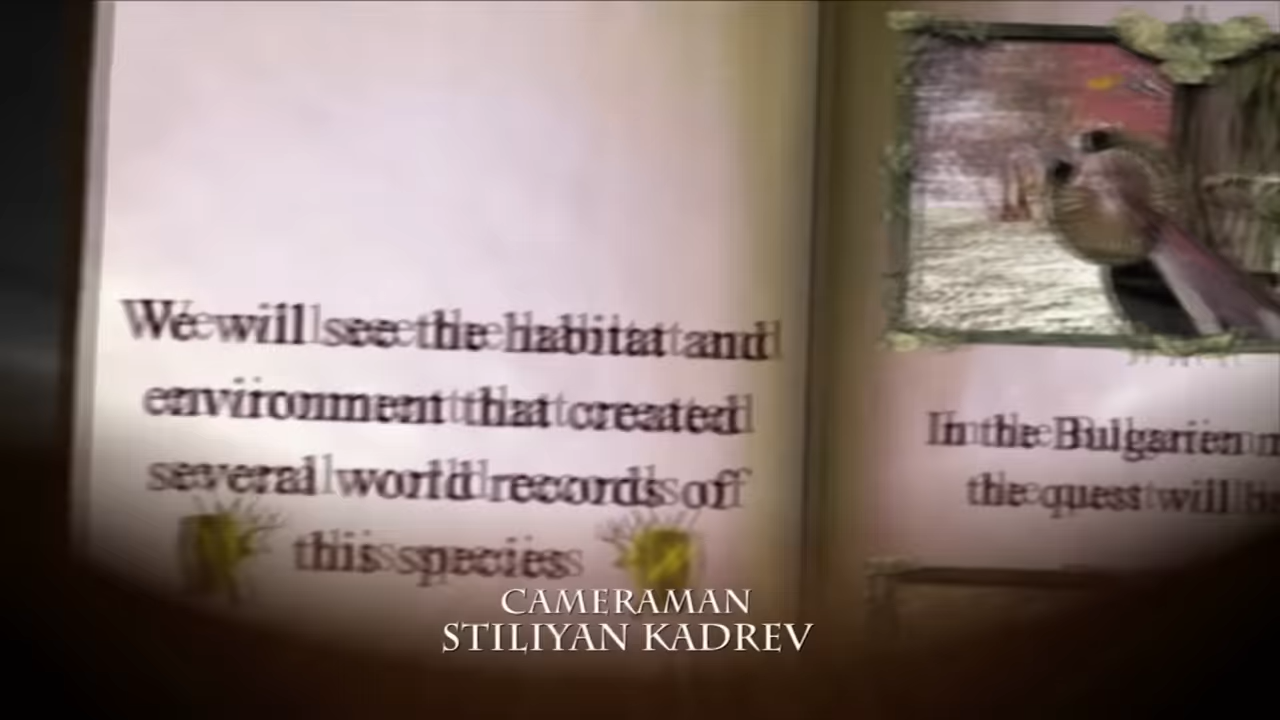 We will see the habitat and
environment that created
several world records of
this species
In the Bulgarien
the quest will
CAMERAMAN
STILIYAN KADREV